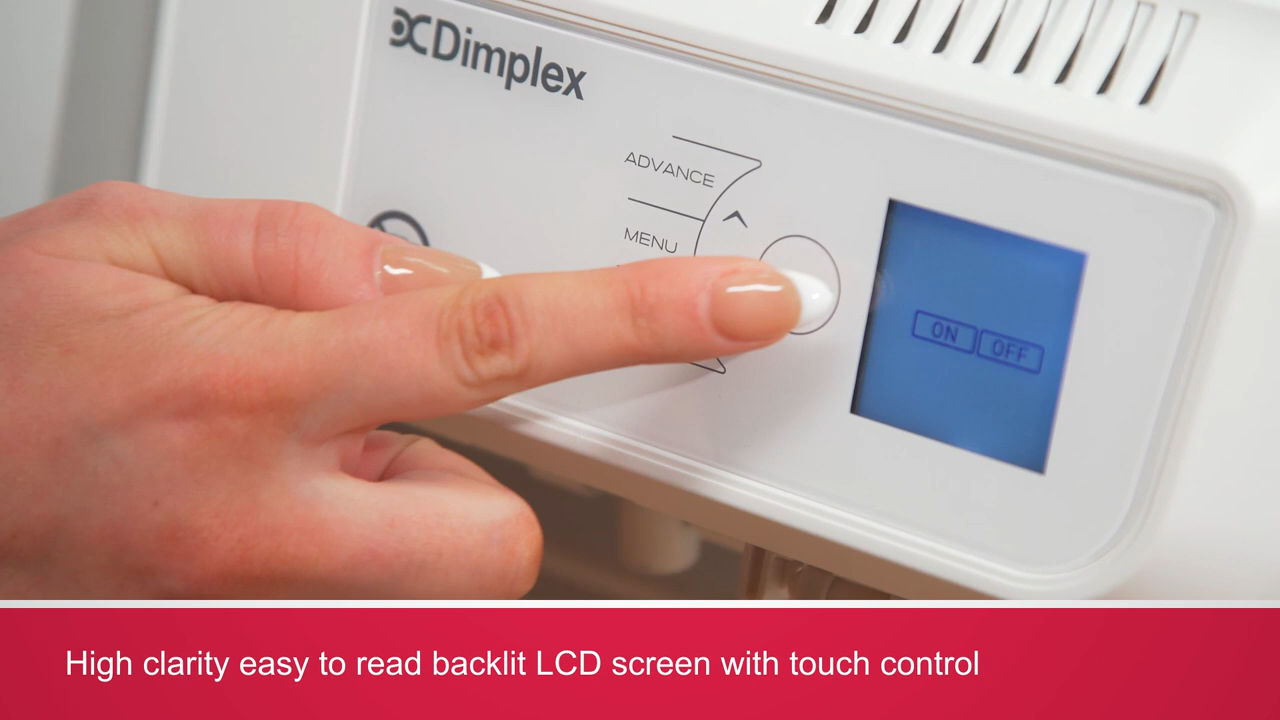 Dimplex
ADVANCE
MENU
ON OFF
High clarity easy to read backlit LCD screen with touch control